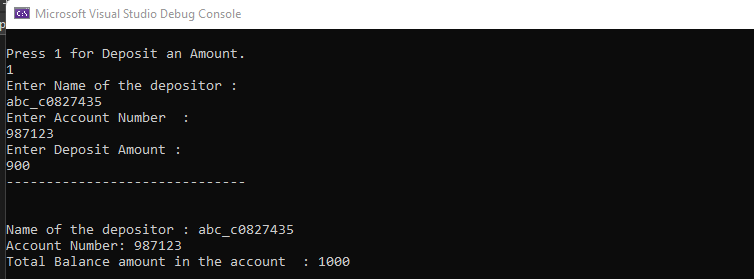 Microsoft Visual Studio Debug Console
Press 1 for Deposit an Amount.
1
Enter Name of the depositor :
abc_c0827435
Enter Account Number  :
987123
Enter Deposit Amount :
900
------------------------------
Name of the depositor : abc_c0827435
Account Number: 987123
Total Balance amount in the account  : 1000